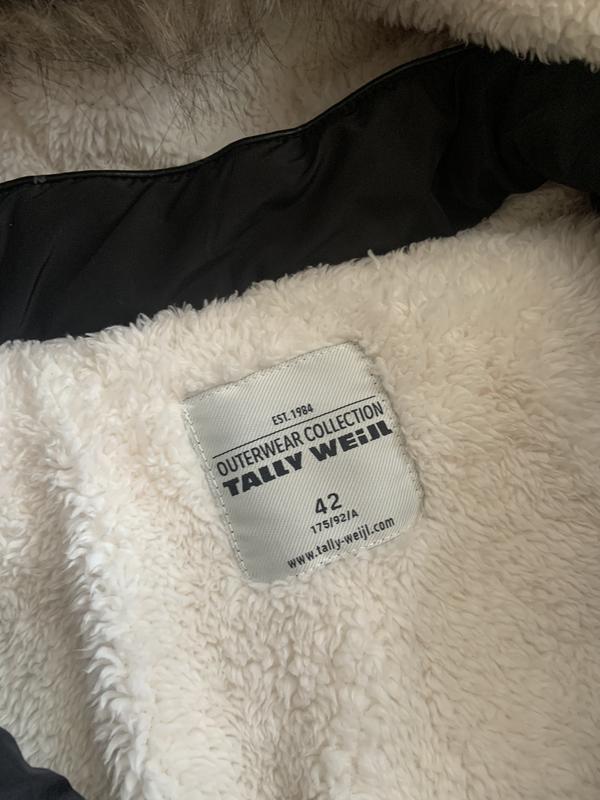 EST.1984
OUTERWEAR COLLECTION
TALLY WEiJL
42
175/92/A
www.tally-weijl.com